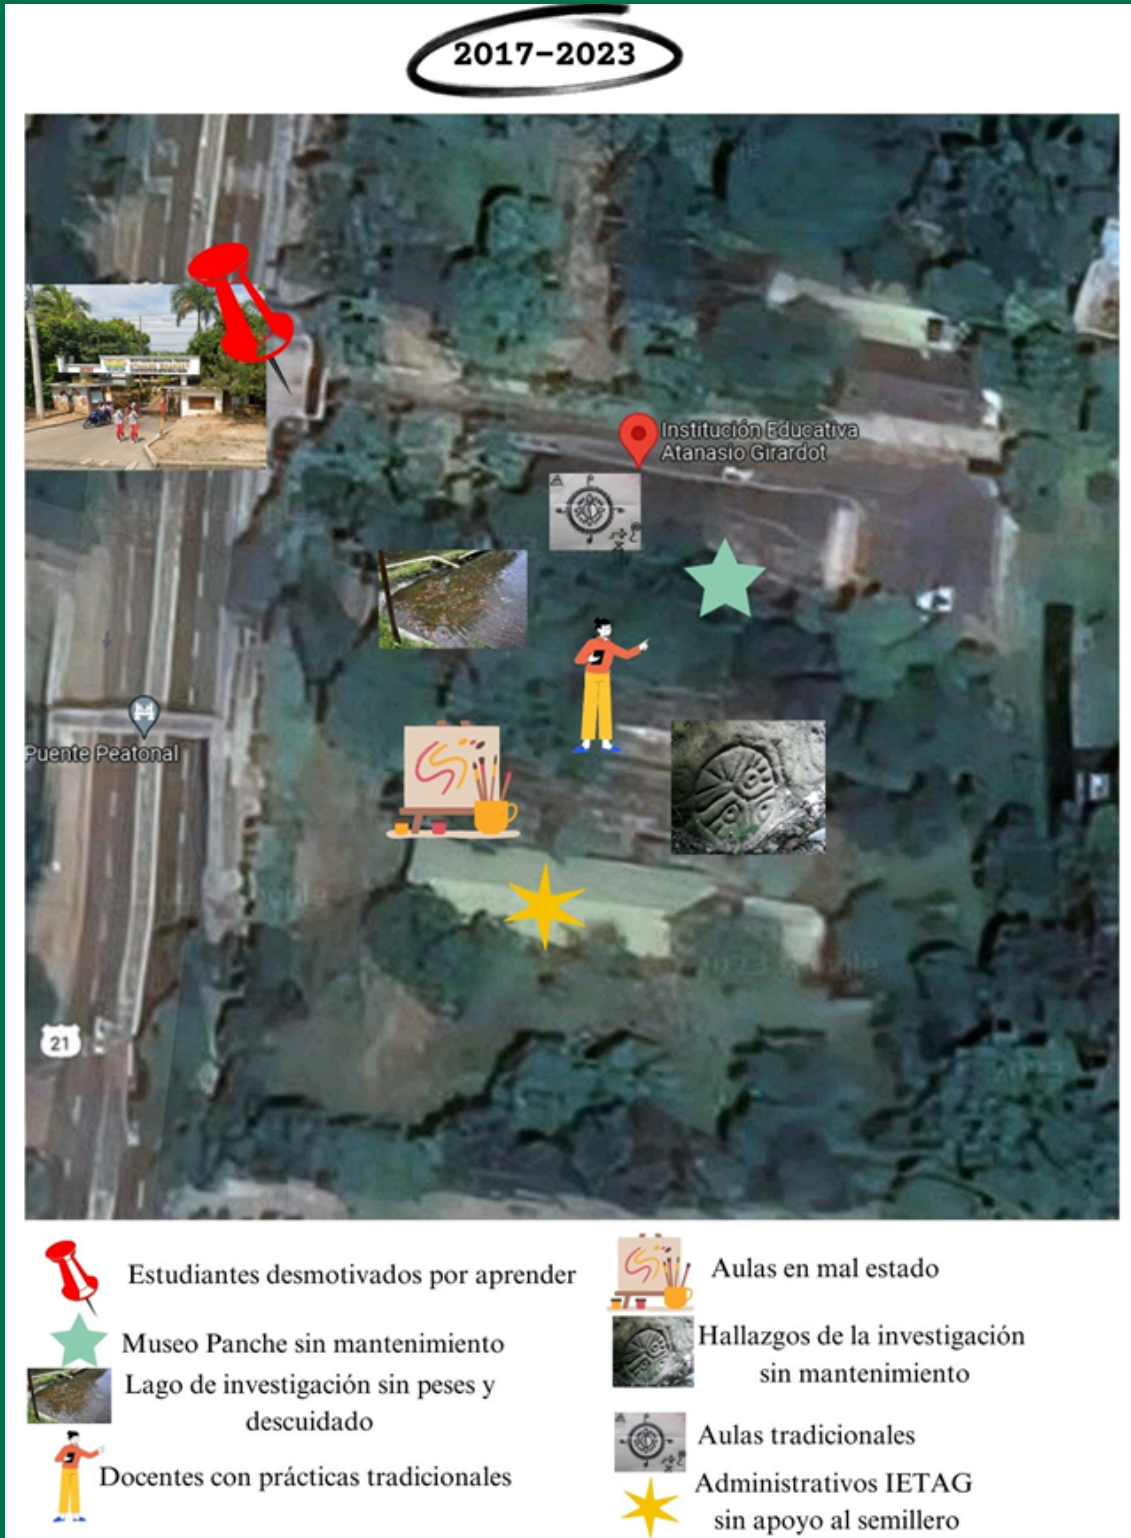 2017-2023
Institución Educativa
Atanasio Girardot
Puente Peatonal
21
Estudiantes desmotivados por aprender
Museo Panche sin mantenimiento
Lago de investigación sin peses y
descuidado
Docentes con prácticas tradicionales
Aulas en mal estado
Hallazgos de la investigación
sin mantenimiento
Aulas tradicionales
Administrativos IETAG
sin apoyo al semillero